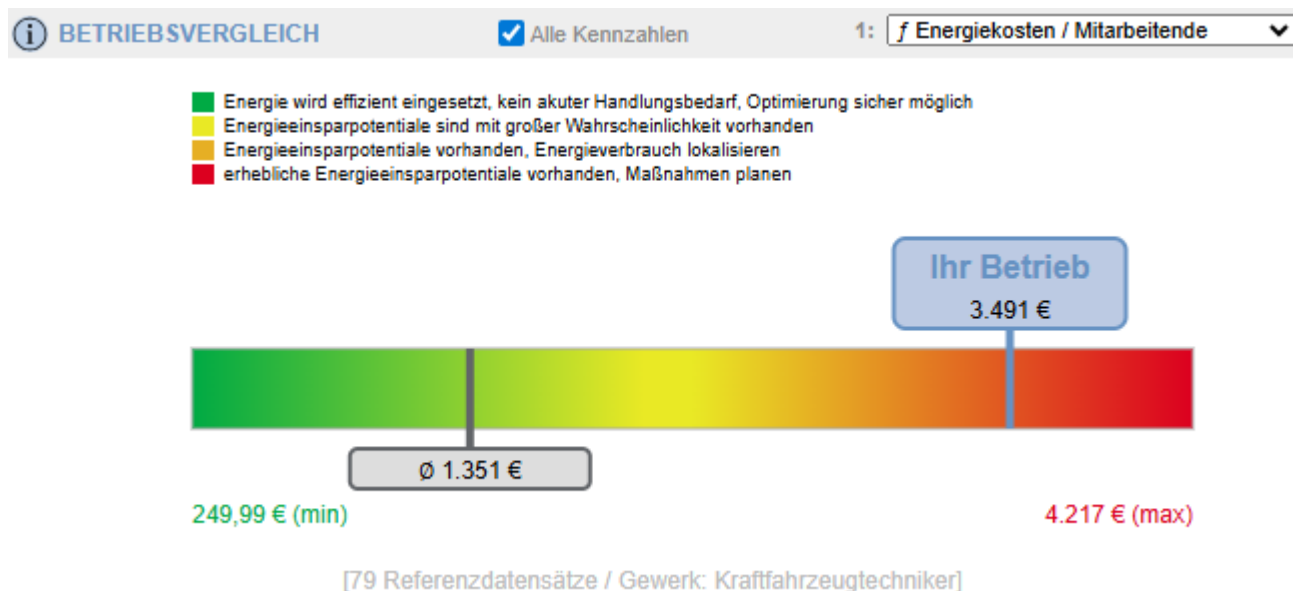 i BETRIEBSVERGLEICH Alle Kennzahlen 1: ƒ Energiekosten / Mitarbeitende
Energie wird effizient eingesetzt, kein akuter Handlungsbedarf, Optimierung sicher möglich
Energieeinsparpotentiale sind mit großer Wahrscheinlichkeit vorhanden
Energieeinsparpotentiale vorhanden, Energieverbrauch lokalisieren
erhebliche Energieeinsparpotentiale vorhanden, Maßnahmen planen
Ihr Betrieb
3.491 €
Ø 1.351 €
249,99 € (min) 4.217 € (max)
[79 Referenzdatensätze / Gewerk: Kraftfahrzeugtechniker]